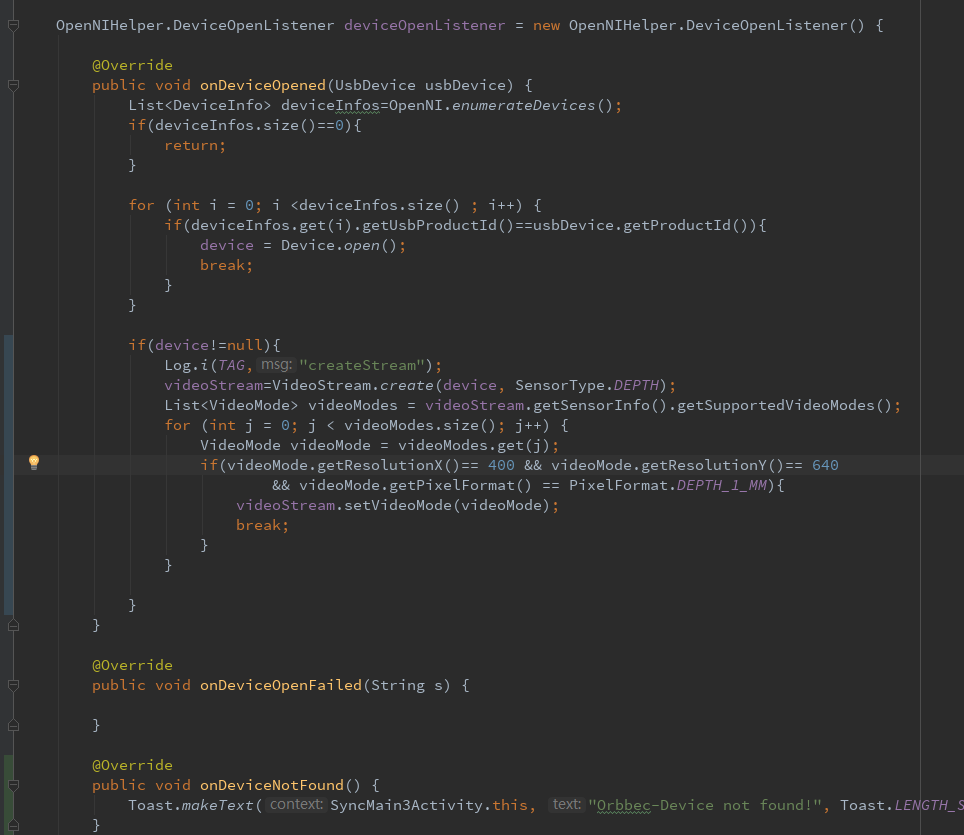 OpenNIHelper.DeviceOpenListener deviceOpenListener = new OpenNIHelper.DeviceOpenListener() {
@Override
public void onDeviceOpened(UsbDevice usbDevice) {
List<DeviceInfo> deviceInfos=OpenNI.enumerateDevices();
if(deviceInfos.size()==0){
return;
}
for (int i = 0; i <deviceInfos.size() ; i++) {
if(deviceInfos.get(i).getUsbProductId()==usbDevice.getProductId()){
device = Device.open();
break;
}
}
if(device!=null){
Log.i(TAG, msg: "createStream");
videoStream=VideoStream.create(device, SensorType.DEPTH);
List<VideoMode> videoModes = videoStream.getSensorInfo().getSupportedVideoModes();
for (int j = 0; j < videoModes.size(); j++) {
VideoMode videoMode = videoModes.get(j);
if(videoMode.getResolutionX()== 400 && videoMode.getResolutionY()== 640
&& videoMode.getPixelFormat() == PixelFormat.DEPTH_1_MM){
videoStream.setVideoMode(videoMode);
break;
}
}
}
}
@Override
public void onDeviceOpenFailed(String s) {
}
@Override
public void onDeviceNotFound() {
Toast.makeText( context: SyncMain3Activity.this, text: "Orbbec-Device not found!", Toast.LENGTH_S
}